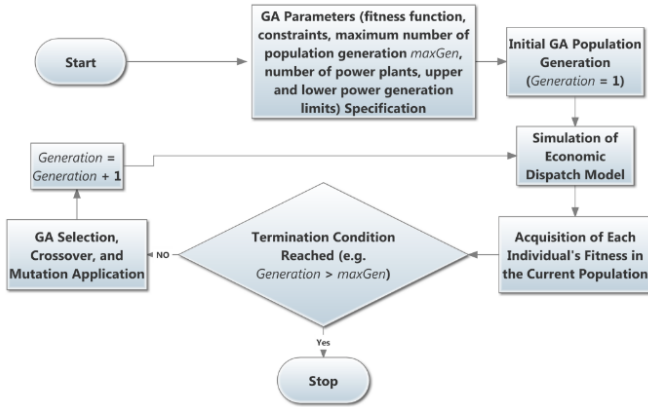 Start
GA Parameters (fitness function,
constraints, maximum number of
population generation maxGen,
number of power plants, upper
and lower power generation
limits) Specification
Initial GA Population
Generation
(Generation = 1)
Simulation of
Economic
Dispatch Model
Acquisition of Each
Individual's Fitness in
the Current Population
Termination Condition
Reached (e.g.
Generation > maxGen)
NO
GA Selection,
Crossover, and
Mutation Application
Generation =
Generation + 1
Yes
Stop